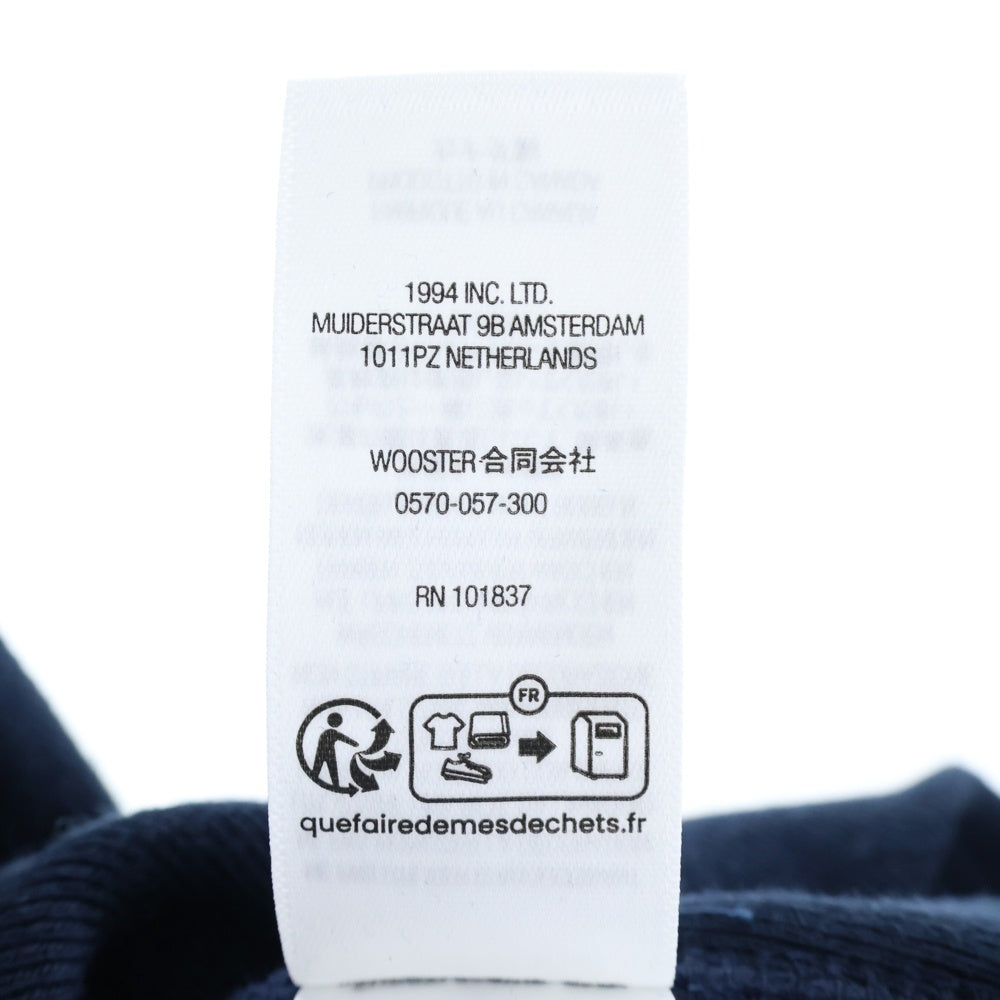 1994 INC. LTD.
MUIDERSTRAAT 9B AMSTERDAM
1011PZ NETHERLANDS
WOOSTER合同会社
0570-057-300
RN 101837
FR
quefairedemesdechets.fr